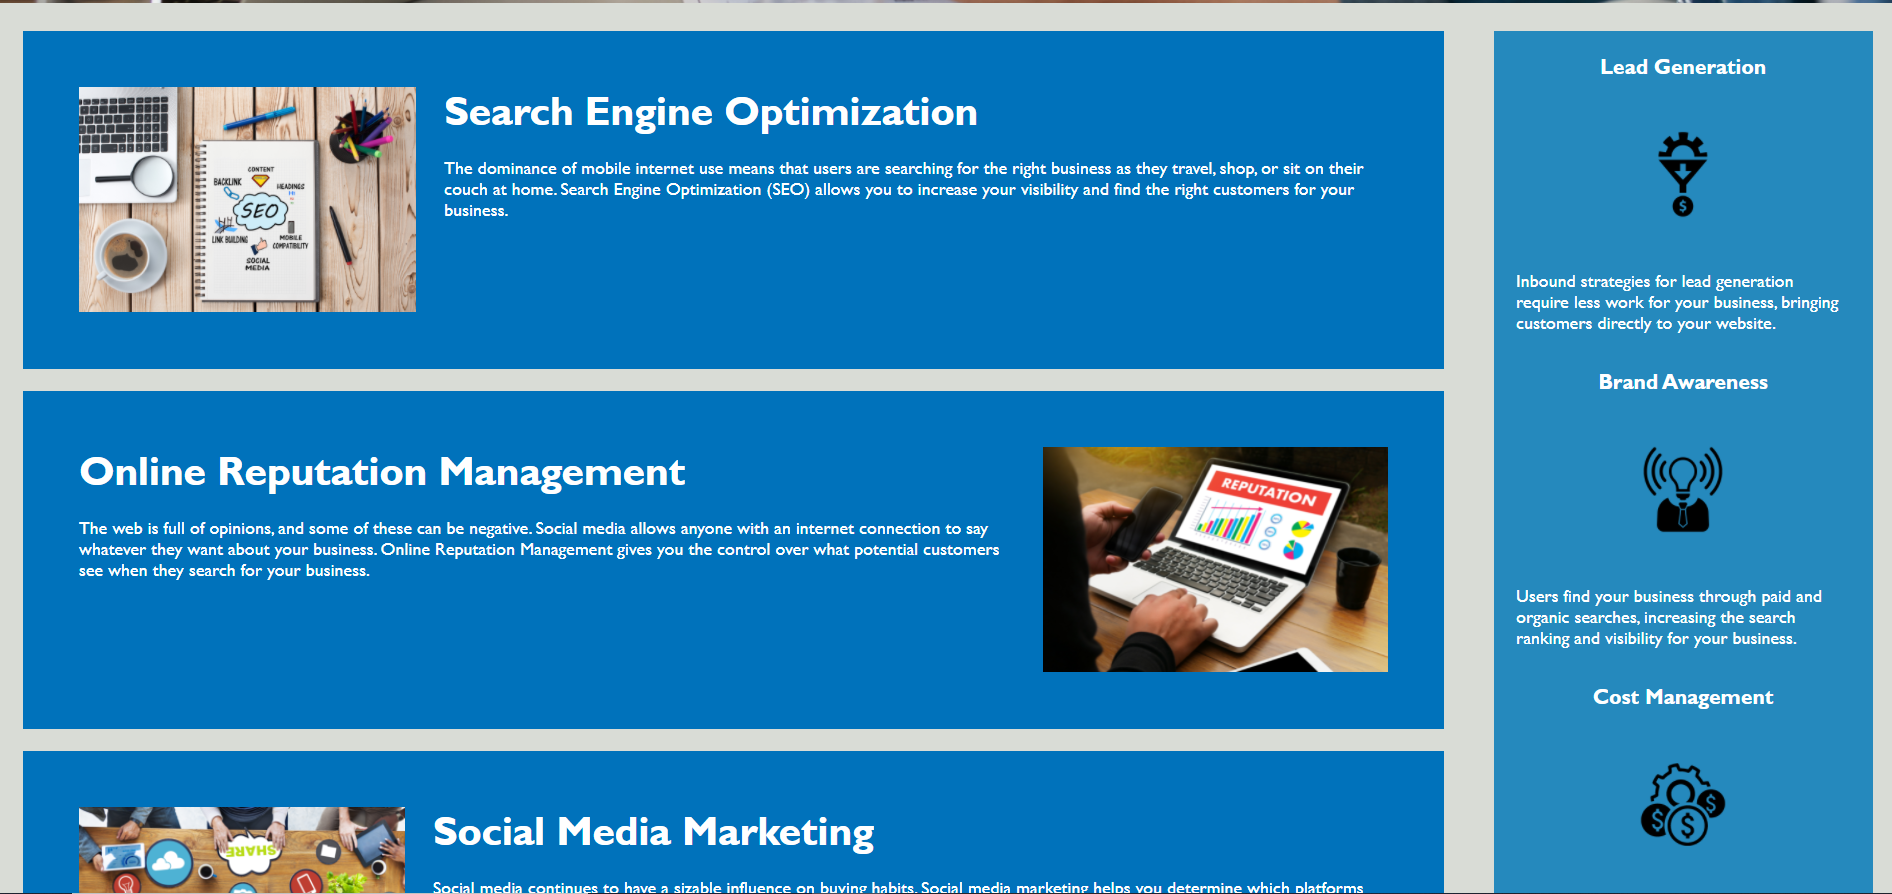 Search Engine Optimization
The dominance of mobile internet use means that users are searching for the right business as they travel, shop, or sit on their
couch at home. Search Engine Optimization (SEO) allows you to increase your visibility and find the right customers for your
business.
CONTENT
BACKLINK
HEADINGS
SEO
LINK BUILDING
MOBILE
COMPATIBILITY
SOCIAL
MEDIA
Online Reputation Management
The web is full of opinions, and some of these can be negative. Social media allows anyone with an internet connection to say
whatever they want about your business. Online Reputation Management gives you the control over what potential customers
see when they search for your business.
REPUTATION
Social Media Marketing
Social media continues to have a sizable influence on buying habits. Social media marketing helps you determine which platforms
SHARE
Lead Generation
$
Inbound strategies for lead generation
require less work for your business, bringing
customers directly to your website.
Brand Awareness
Users find your business through paid and
organic searches, increasing the search
ranking and visibility for your business.
Cost Management
$
$
$